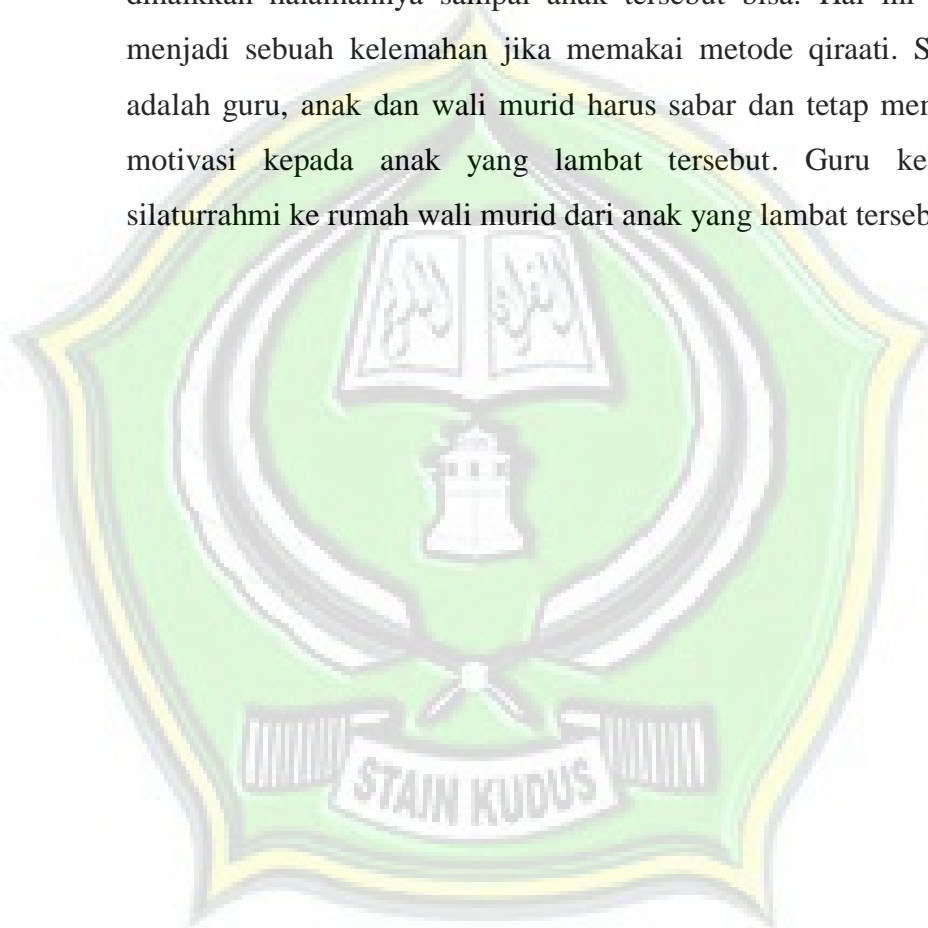 menjadi sebuah kelemahan jika memakai metode qiraati. S
adalah guru, anak dan wali murid harus sabar dan tetap mem
motivasi kepada anak yang lambat tersebut. Guru ke
silaturrahmi ke rumah wali murid dari anak yang lambat terseb
STAIN KUDUS